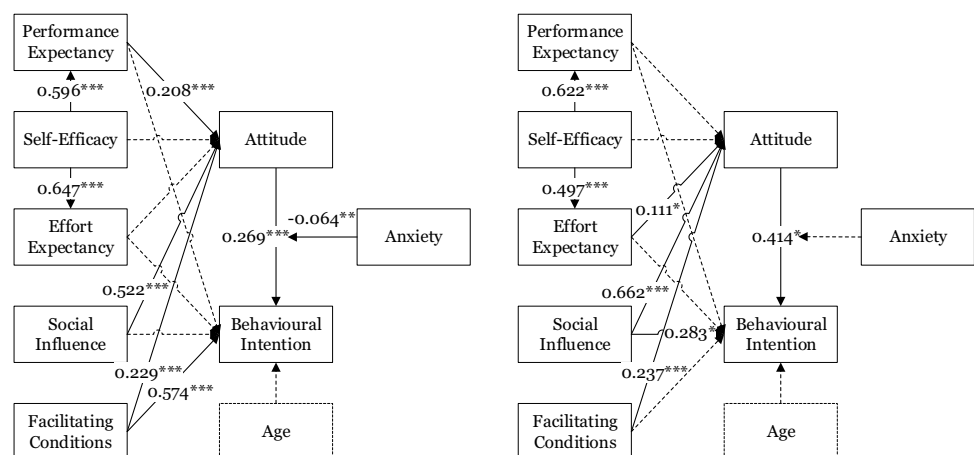 Performance
Expectancy
0.596***
0.208***
Self-Efficacy
Attitude
0.647***
Effort
Expectancy
-0.064**
0.269***
Anxiety
0.522***
Social
Influence
Behavioural
Intention
0.229***
0.574***
Facilitating
Conditions
Age
Performance
Expectancy
0.622***
Self-Efficacy
Attitude
0.497***
0.111*
Effort
Expectancy
0.414*
Anxiety
0.662***
Social
Influence
0.283*
Behavioural
Intention
0.237***
Facilitating
Conditions
Age